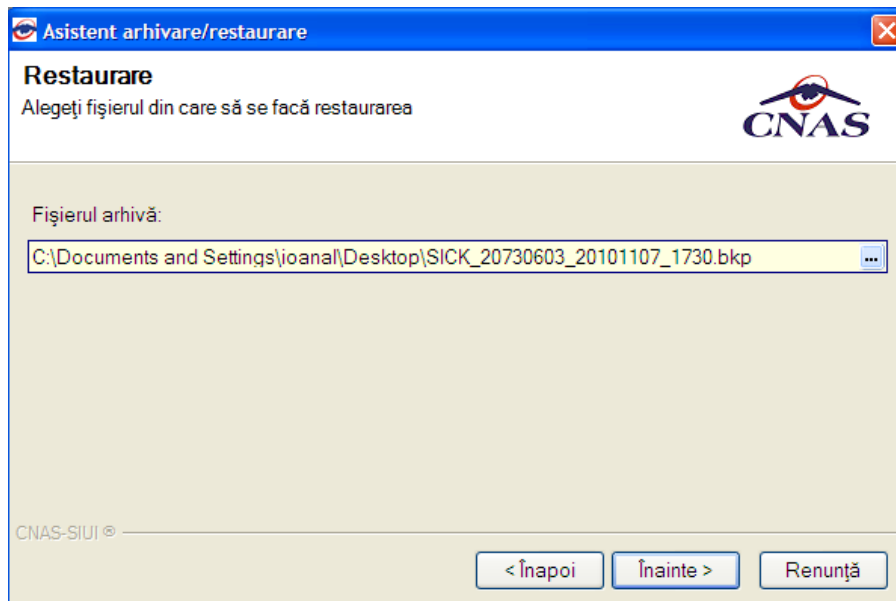 Asistent arhivare/restaurare
Restaurare
Alegeţi fişierul din care să se facă restaurarea
CNAS
Fişierul arhivă:
C:\Documents and Settings\ioanal\Desktop\SICK_20730603_20101107_1730.bkp
...
CNAS-SIUI ®
< Înapoi
Înainte >
Renunţă